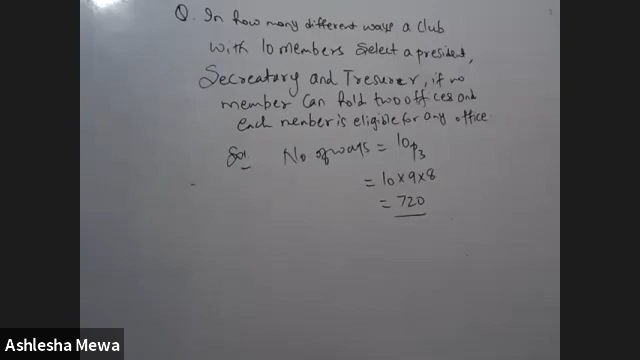 Q. In how many different ways a club
with 10 members select a president,
Secreatary and Tresurer, if no
member can hold two offices and
each member is eligible for any office.
Sol No of ways = 10P3
= 10 × 9 × 8
= 720
Ashlesha Mewa